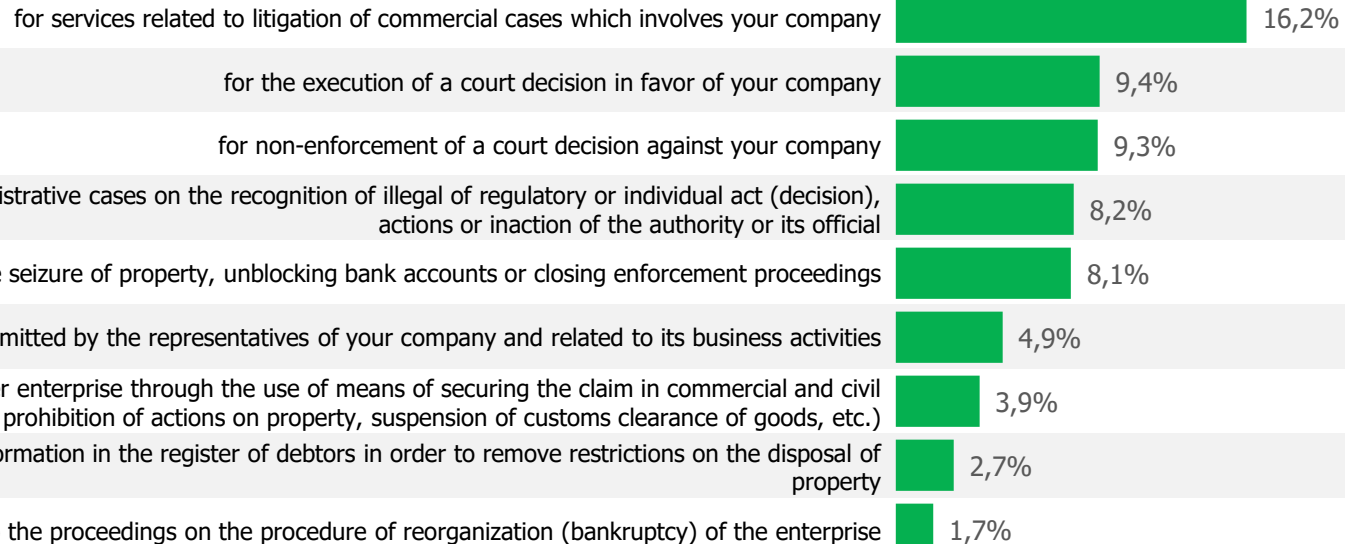 for services related to litigation of commercial cases which involves your company 16,2%
for the execution of a court decision in favor of your company 9,4%
for non-enforcement of a court decision against your company 9,3%
cases on the recognition of illegal of regulatory or individual act (decision),
actions or inaction of the authority or its official 8,2%
seizure of property, unblocking bank accounts or closing enforcement proceedings 8,1%
by the representatives of your company and related to its business activities 4,9%
enterprise through the use of means of securing the claim in commercial and civil
prohibition of actions on property, suspension of customs clearance of goods, etc.) 3,9%
in the register of debtors in order to remove restrictions on the disposal of
property 2,7%
the proceedings on the procedure of reorganization (bankruptcy) of the enterprise 1,7%